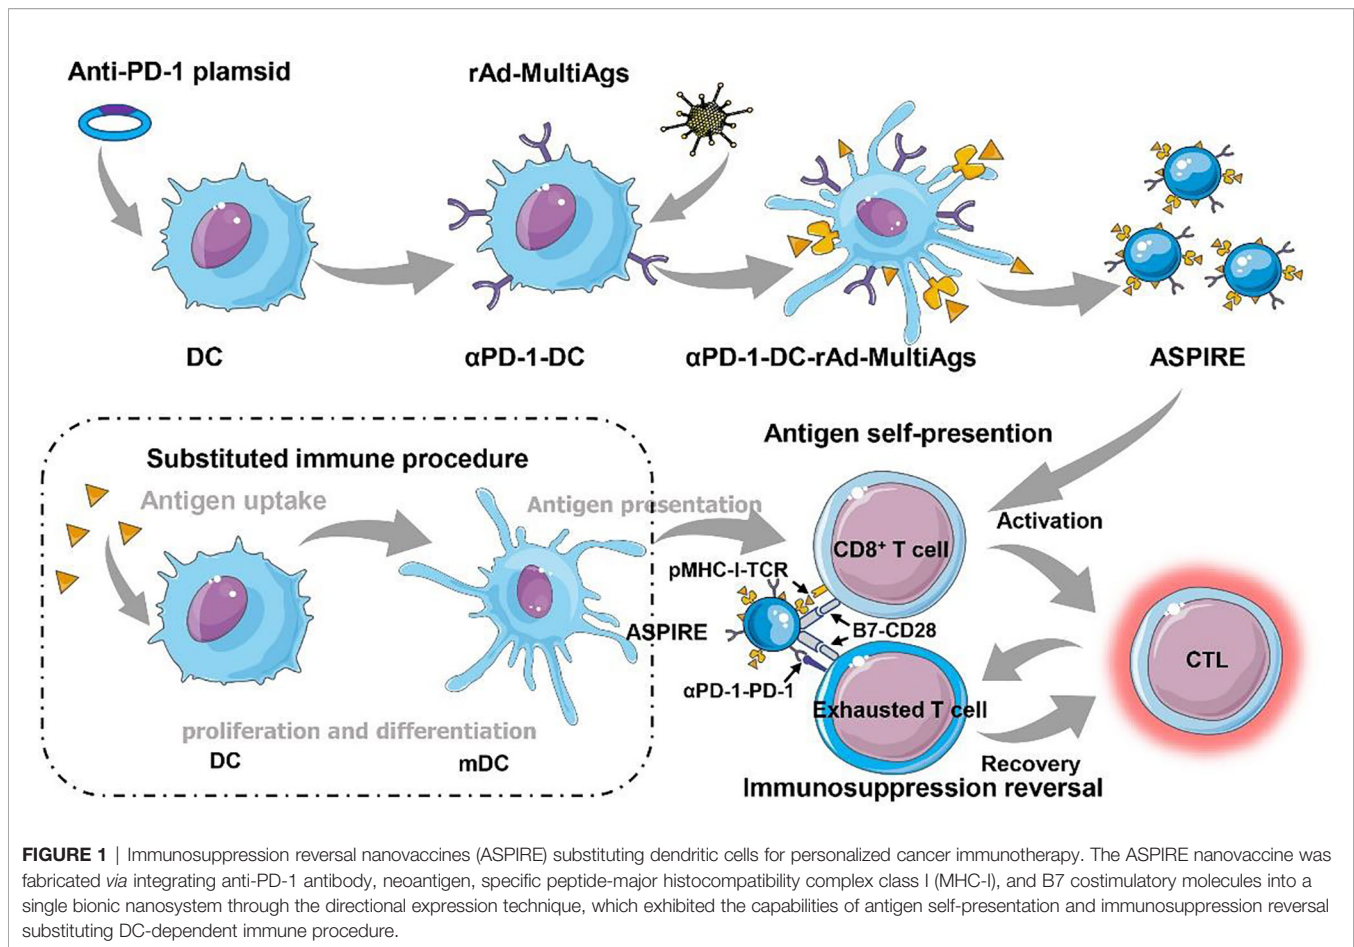 Anti-PD-1 plamsid
rAd-MultiAgs
DC
αPD-1-DC
αPD-1-DC-rAd-MultiAgs
ASPIRE
Substituted immune procedure
Antigen uptake
Antigen presentation
proliferation and differentiation
DC
mDC
Antigen self-presention
CD8⁺ T cell
Activation
pMHC-I-TCR
ASPIRE
B7-CD28
αPD-1-PD-1
Exhausted T cell
CTL
Recovery
Immunosuppression reversal
FIGURE 1 | Immunosuppression reversal nanovaccines (ASPIRE) substituting dendritic cells for personalized cancer immunotherapy. The ASPIRE nanovaccine was
fabricated via integrating anti-PD-1 antibody, neoantigen, specific peptide-major histocompatibility complex class I (MHC-I), and B7 costimulatory molecules into a
single bionic nanosystem through the directional expression technique, which exhibited the capabilities of antigen self-presentation and immunosuppression reversal
substituting DC-dependent immune procedure.